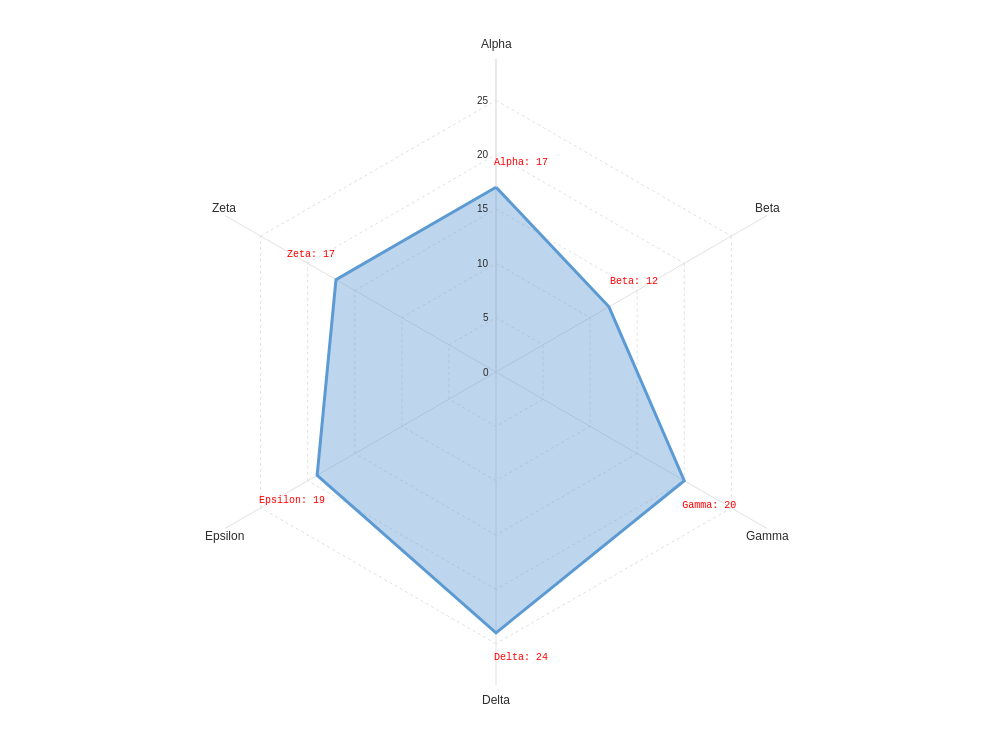 Alpha
25
20
Alpha: 17
Zeta
15
Beta
Zeta: 17
10
Beta: 12
5
0
Epsilon: 19
Gamma: 20
Epsilon
Gamma
Delta: 24
Delta